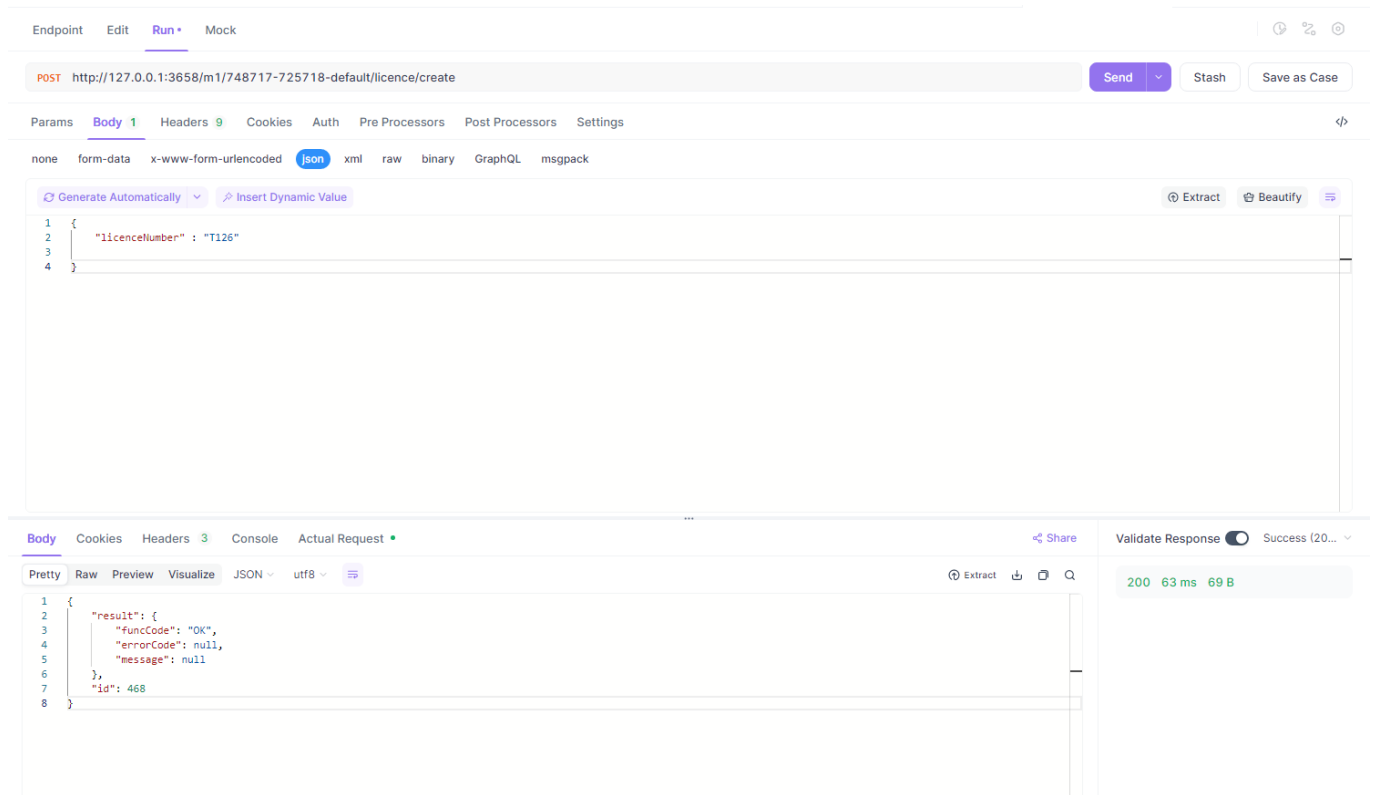 Endpoint Edit Run • Mock
POST http://127.0.0.1:3658/m1/748717-725718-default/licence/create Send Stash Save as Case
Params Body 1 Headers 9 Cookies Auth Pre Processors Post Processors Settings </>
none form-data x-www-form-urlencoded json xml raw binary GraphQL msgpack
Generate Automatically Insert Dynamic Value Extract Beautify
1 {
2 "licenceNumber" : "T126"
3
4 }
Body Cookies Headers 3 Console Actual Request • Share Validate Response Success (20...
Pretty Raw Preview Visualize JSON utf8 Extract 200 63 ms 69 B
1 {
2 "result": {
3 "funcCode": "OK",
4 "errorCode": null,
5 "message": null
6 },
7 "id": 468
8 }